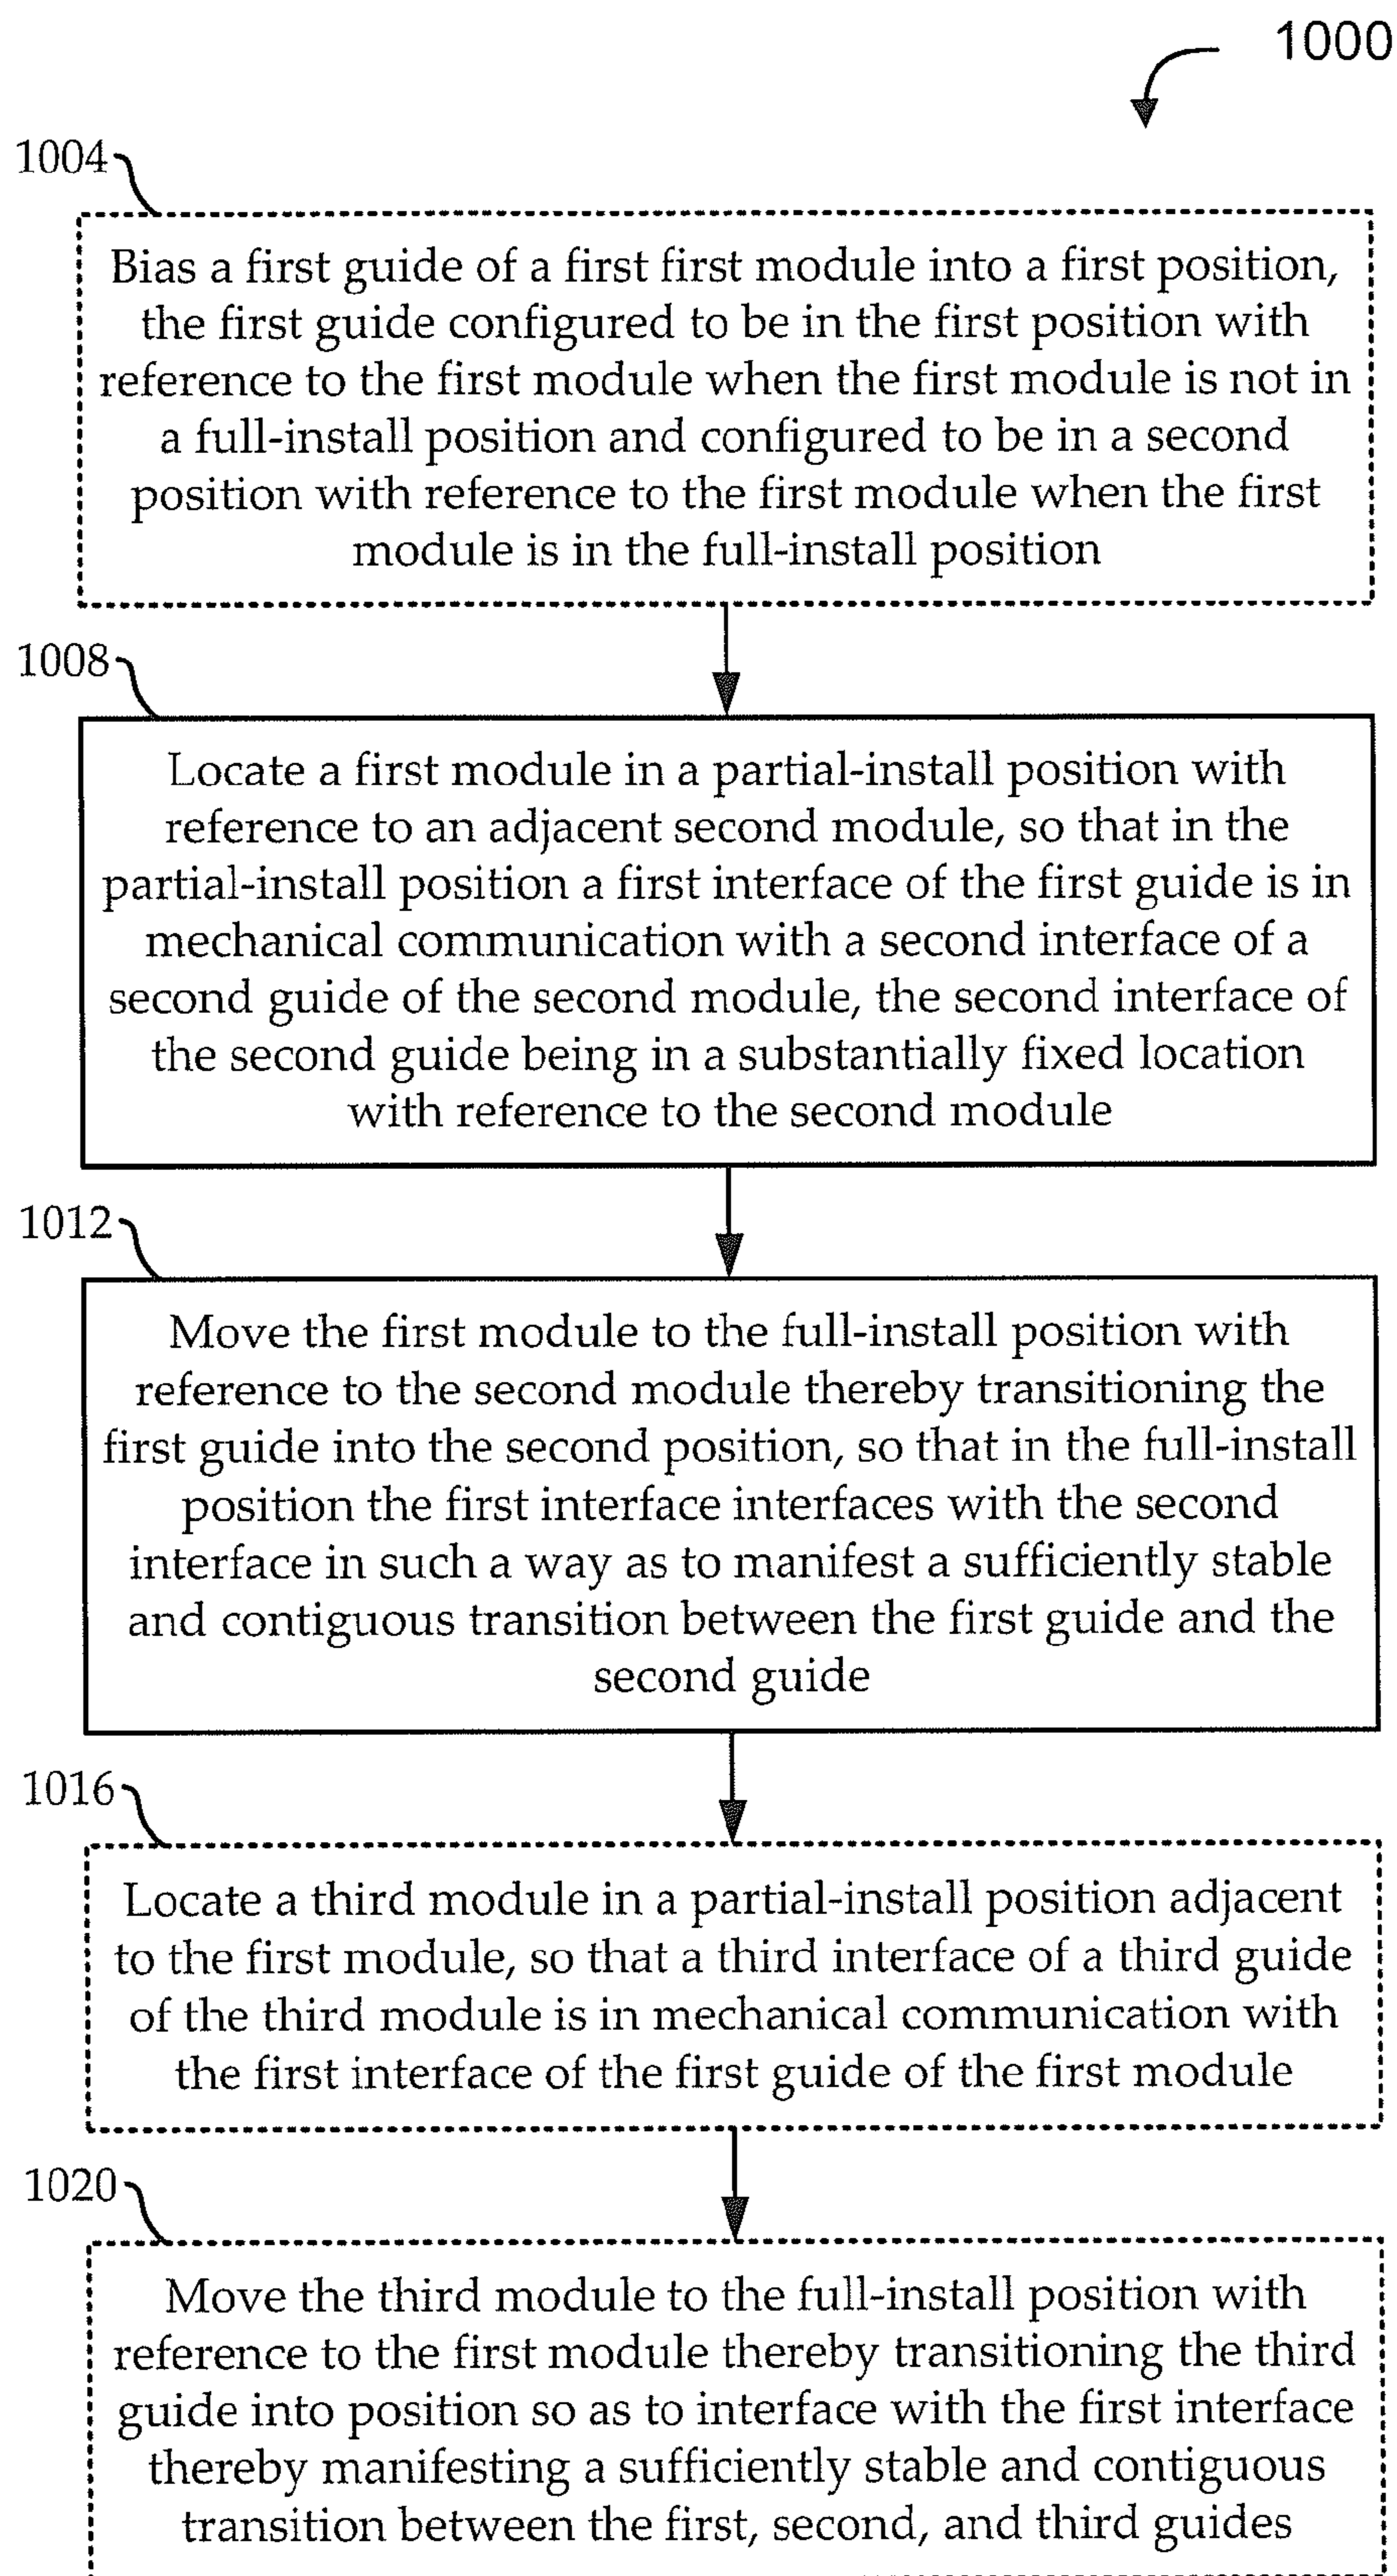 1000
1004
Bias a first guide of a first first module into a first position,
the first guide configured to be in the first position with
reference to the first module when the first module is not in
a full-install position and configured to be in a second
position with reference to the first module when the first
module is in the full-install position
1008
Locate a first module in a partial-install position with
reference to an adjacent second module, so that in the
partial-install position a first interface of the first guide is in
mechanical communication with a second interface of a
second guide of the second module, the second interface of
the second guide being in a substantially fixed location
with reference to the second module
1012
Move the first module to the full-install position with
reference to the second module thereby transitioning the
first guide into the second position, so that in the full-install
position the first interface interfaces with the second
interface in such a way as to manifest a sufficiently stable
and contiguous transition between the first guide and the
second guide
1016
Locate a third module in a partial-install position adjacent
to the first module, so that a third interface of a third guide
of the third module is in mechanical communication with
the first interface of the first guide of the first module
1020
Move the third module to the full-install position with
reference to the first module thereby transitioning the third
guide into position so as to interface with the first interface
thereby manifesting a sufficiently stable and contiguous
transition between the first, second, and third guides